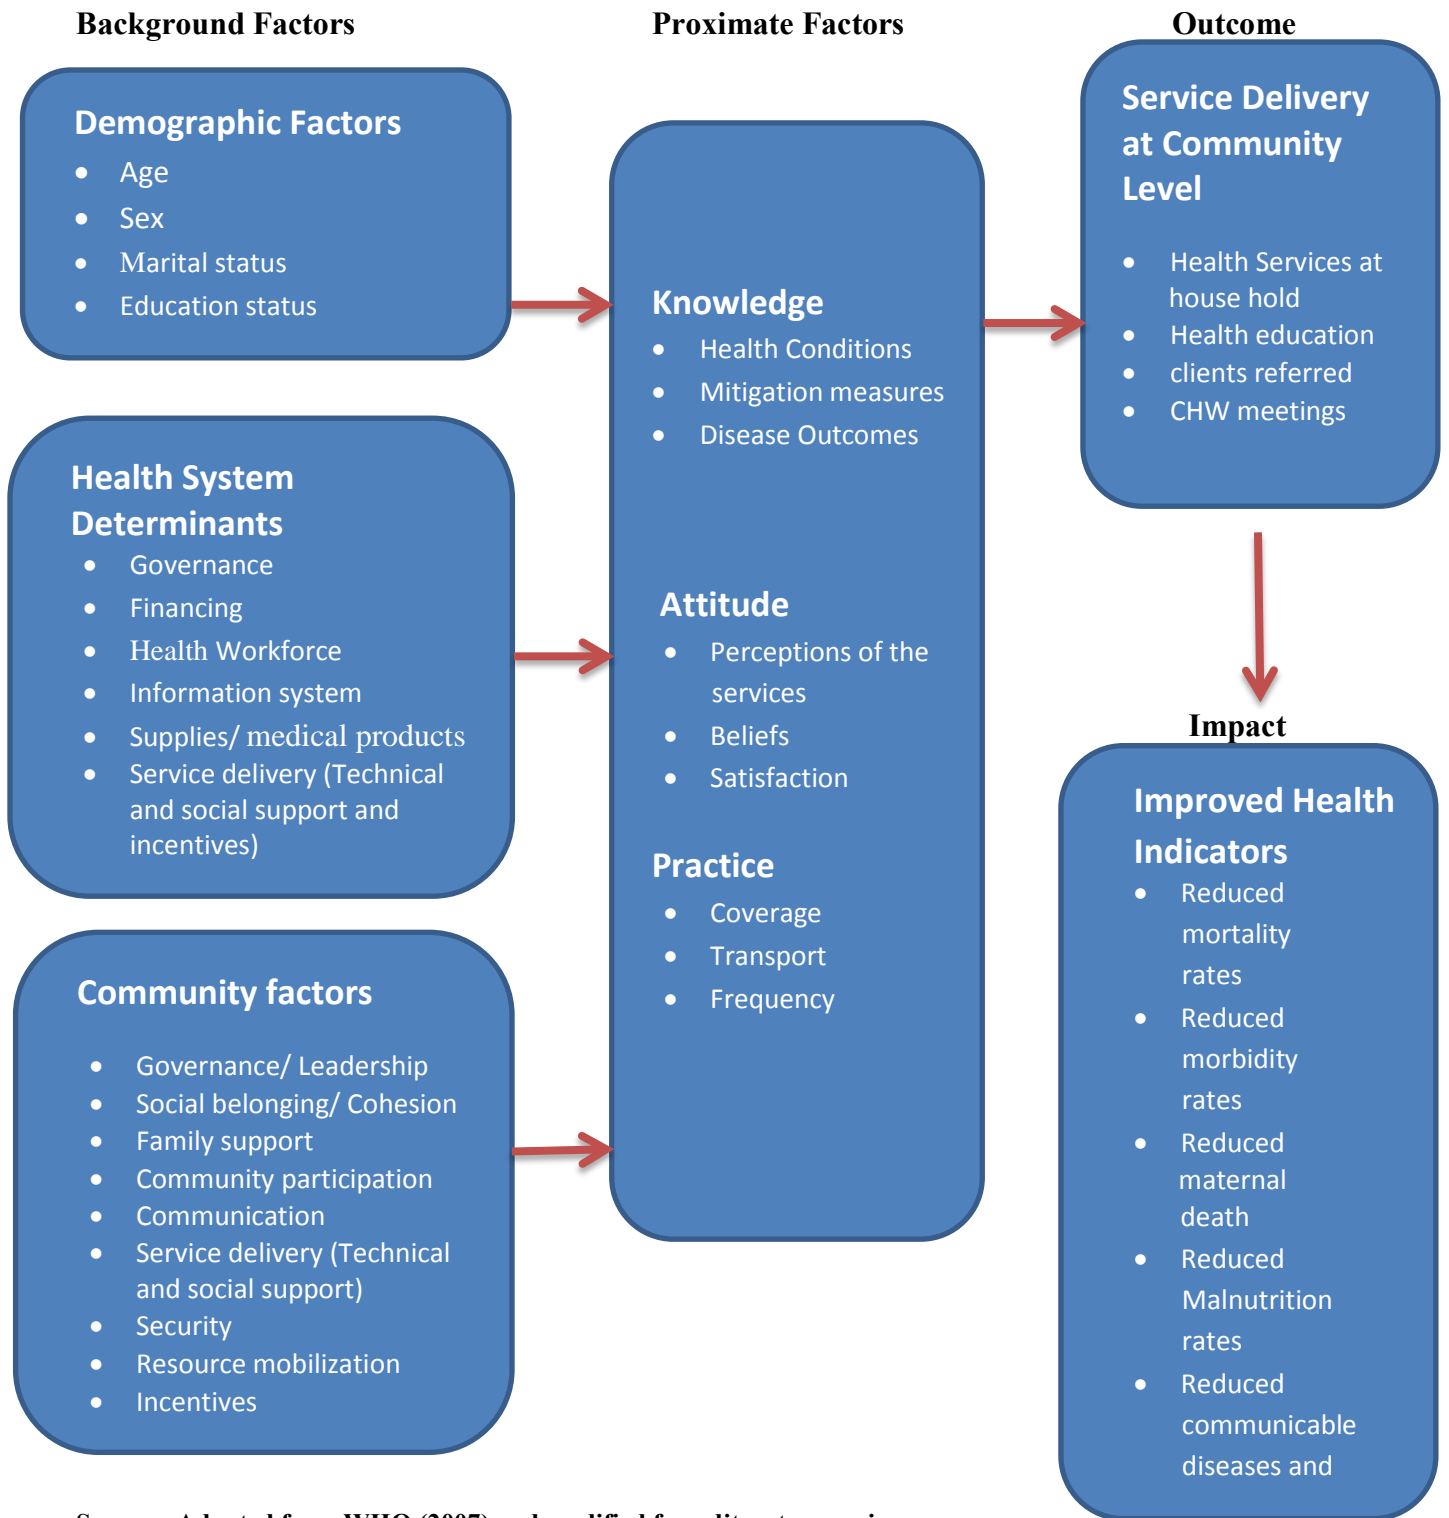 Background Factors
Proximate Factors
Outcome
Demographic Factors
• Age
• Sex
• Marital status
• Education status
Health System
Determinants
• Governance
• Financing
• Health Workforce
• Information system
• Supplies/ medical products
• Service delivery (Technical
and social support and
incentives)
Community factors
• Governance/ Leadership
• Social belonging/ Cohesion
• Family support
• Community participation
• Communication
• Service delivery (Technical
and social support)
• Security
• Resource mobilization
• Incentives
Knowledge
• Health Conditions
• Mitigation measures
• Disease Outcomes
Attitude
• Perceptions of the
services
• Beliefs
• Satisfaction
Practice
• Coverage
• Transport
• Frequency
Service Delivery
at Community
Level
• Health Services at
house hold
• Health education
• clients referred
• CHW meetings
Impact
Improved Health
Indicators
• Reduced
mortality
rates
• Reduced
morbidity
rates
• Reduced
maternal
death
• Reduced
Malnutrition
rates
• Reduced
communicable
diseases and